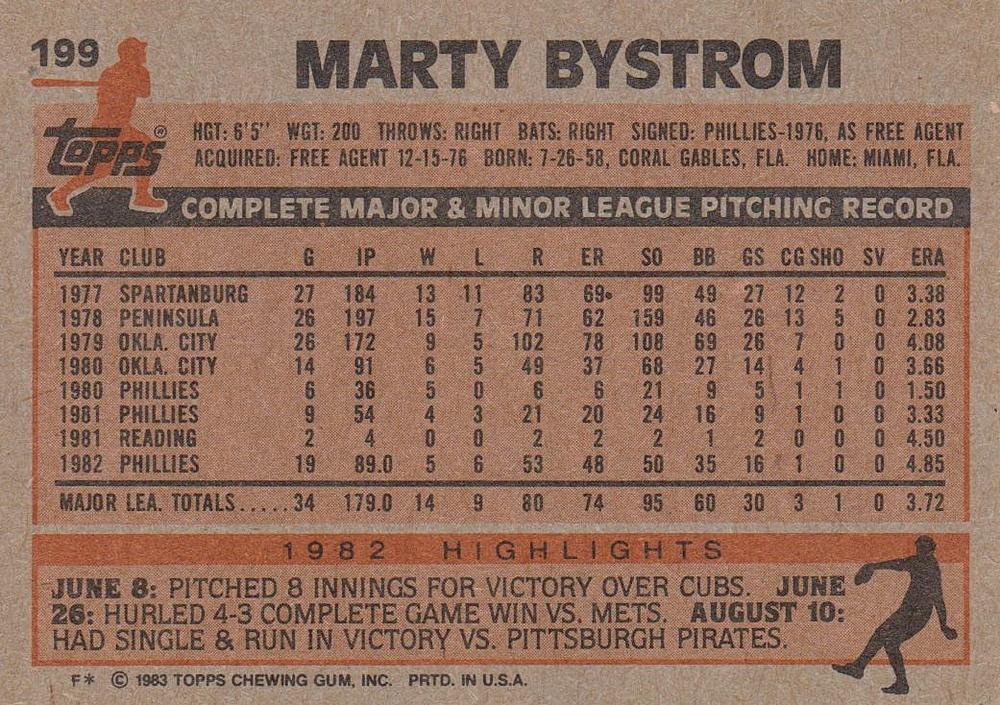 199
MARTY BYSTROM
topps®
HGT: 6'5" WGT: 200 THROWS: RIGHT BATS: RIGHT SIGNED: PHILLIES-1976, AS FREE AGENT
ACQUIRED: FREE AGENT 12-15-76 BORN: 7-26-58, CORAL GABLES, FLA. HOME: MIAMI, FLA.
COMPLETE MAJOR & MINOR LEAGUE PITCHING RECORD
YEAR CLUB G IP W L R ER SO BB GS CG SHO SV ERA
1977 SPARTANBURG 27 184 13 11 83 69• 99 49 27 12 2 0 3.38
1978 PENINSULA 26 197 15 7 71 62 159 46 26 13 5 0 2.83
1979 OKLA. CITY 26 172 9 5 102 78 108 69 26 7 0 0 4.08
1980 OKLA. CITY 14 91 6 5 49 37 68 27 14 4 1 0 3.66
1980 PHILLIES 6 36 5 0 6 6 21 9 5 1 1 0 1.50
1981 PHILLIES 9 54 4 3 21 20 24 16 9 1 0 0 3.33
1981 READING 2 4 0 0 2 2 2 1 2 0 0 0 4.50
1982 PHILLIES 19 89.0 5 6 53 48 50 35 16 1 0 0 4.85
MAJOR LEA. TOTALS.....34 179.0 14 9 80 74 95 60 30 3 1 0 3.72
1982 HIGHLIGHTS
JUNE 8: PITCHED 8 INNINGS FOR VICTORY OVER CUBS. JUNE
26: HURLED 4-3 COMPLETE GAME WIN VS. METS. AUGUST 10:
HAD SINGLE & RUN IN VICTORY VS. PITTSBURGH PIRATES.
F* © 1983 TOPPS CHEWING GUM, INC. PRTD. IN U.S.A.